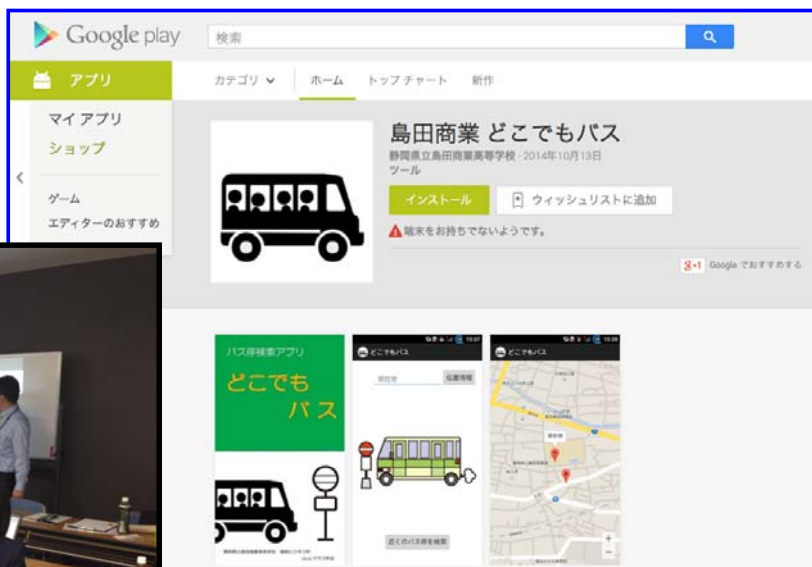 Google play
検索
アプリ
カテゴリ
ホーム
トップ チャート
新作
マイ アプリ
ショップ
ゲーム
エディターのおすすめ
島田商業 どこでもバス
静岡県立島田商業高等学校 - 2014年10月13日
ツール
インストール
ウィッシュリストに追加
端末をお持ちでないようです。
g+1 Google でおすすめする
バス停検索アプリ
どこでも
バス
どこでもバス
現在地
位置情報
近くのバス停を検索
どこでもバス
現在地